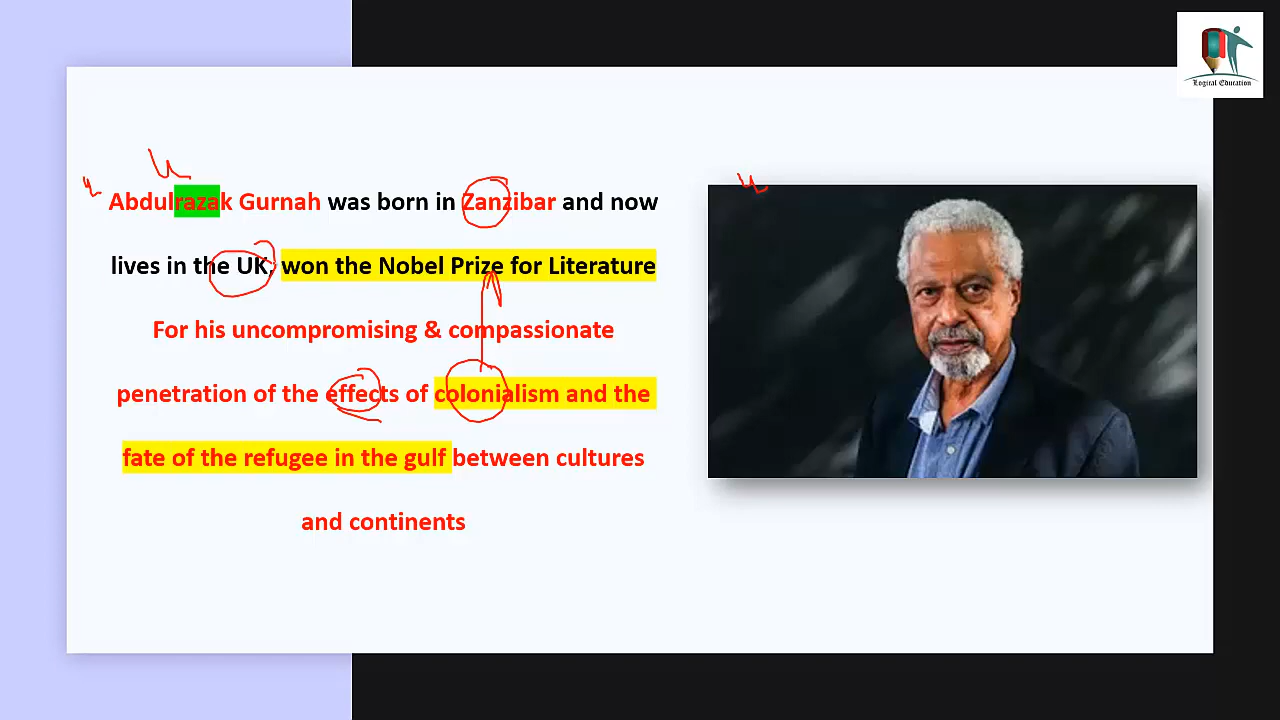 Logical Education
Abdulrazak Gurnah was born in Zanzibar and now
lives in the UK, won the Nobel Prize for Literature
For his uncompromising & compassionate
penetration of the effects of colonialism and the
fate of the refugee in the gulf between cultures
and continents